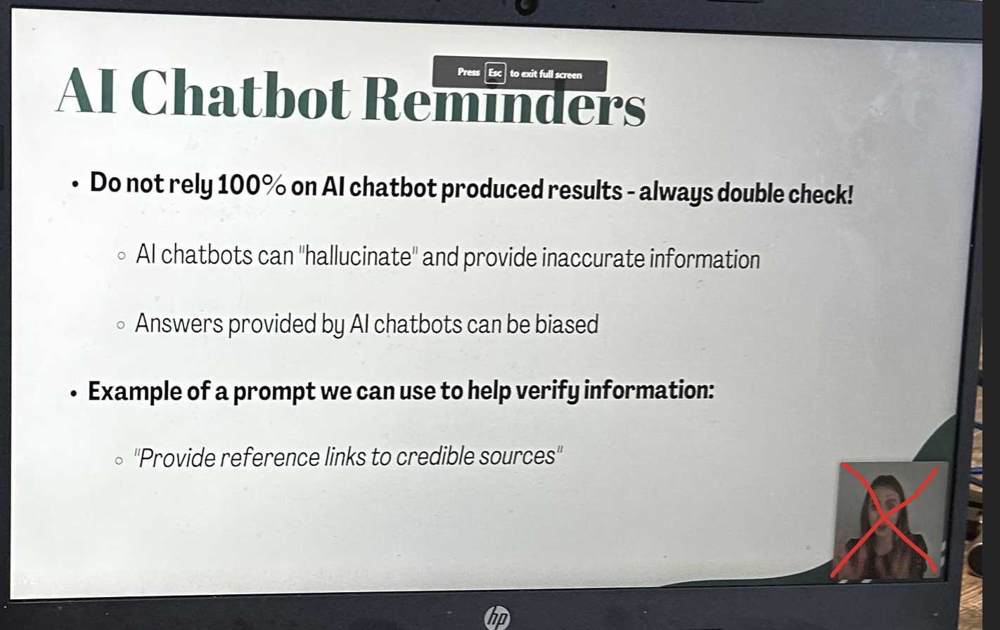 Press Esc to exit full screen
AI Chatbot Reminders
• Do not rely 100% on AI chatbot produced results - always double check!
○ AI chatbots can "hallucinate" and provide inaccurate information
○ Answers provided by AI chatbots can be biased
• Example of a prompt we can use to help verify information:
○ "Provide reference links to credible sources"
LIVE
hp